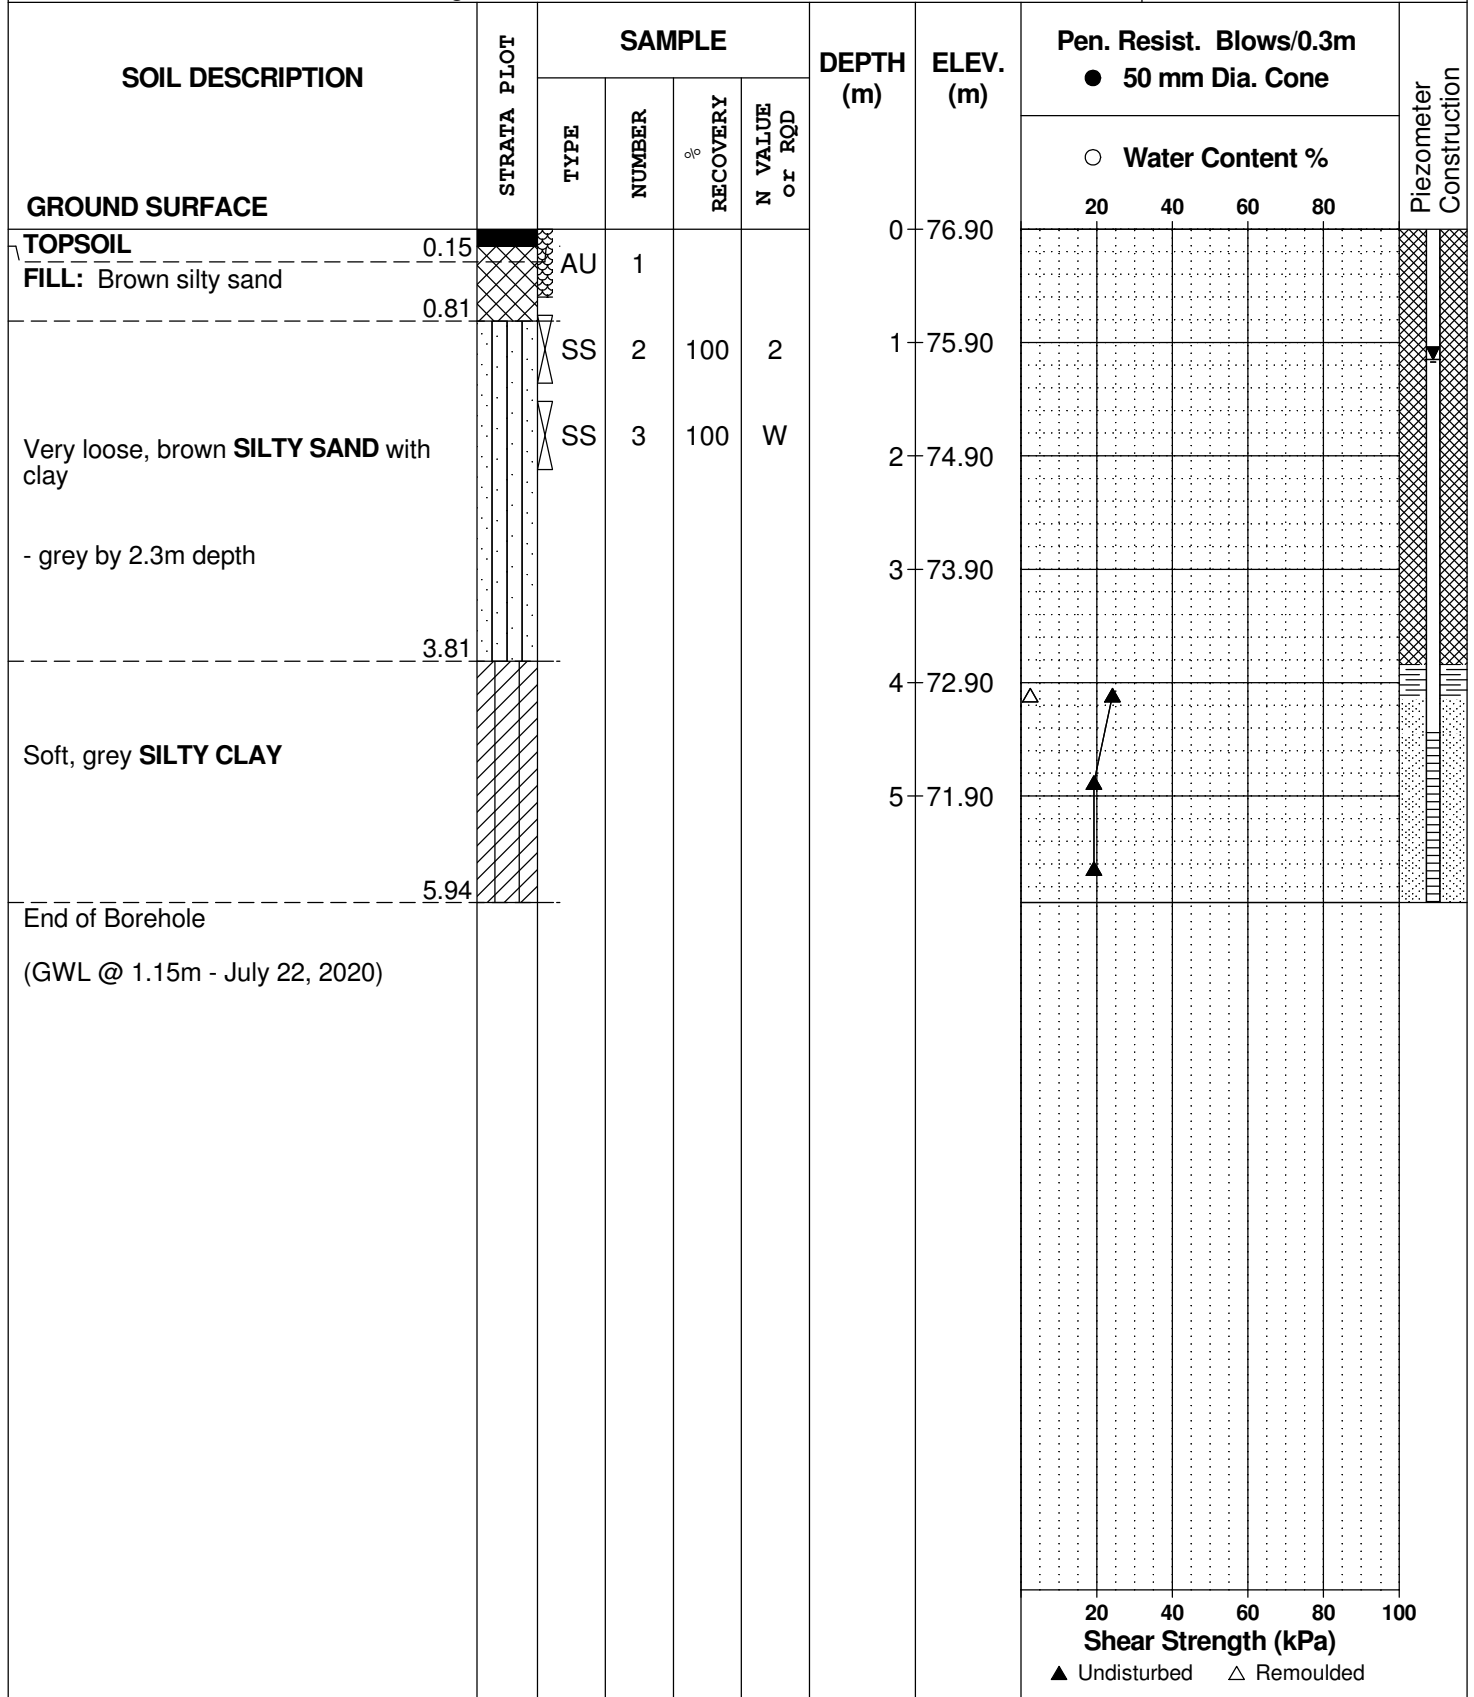 SOIL DESCRIPTION
GROUND SURFACE
STRATA PLOT
SAMPLE
TYPE
NUMBER
% RECOVERY
N VALUE or RQD
DEPTH (m)
ELEV. (m)
Pen. Resist. Blows/0.3m
● 50 mm Dia. Cone
○ Water Content %
20 40 60 80
Piezometer Construction
TOPSOIL 0.15
FILL: Brown silty sand
0.81
AU 1
SS 2 100 2
SS 3 100 W
Very loose, brown SILTY SAND with
clay
- grey by 2.3m depth
3.81
Soft, grey SILTY CLAY
5.94
End of Borehole
(GWL @ 1.15m - July 22, 2020)
0 76.90
1 75.90
2 74.90
3 73.90
4 72.90
5 71.90
20 40 60 80 100
Shear Strength (kPa)
▲ Undisturbed △ Remoulded